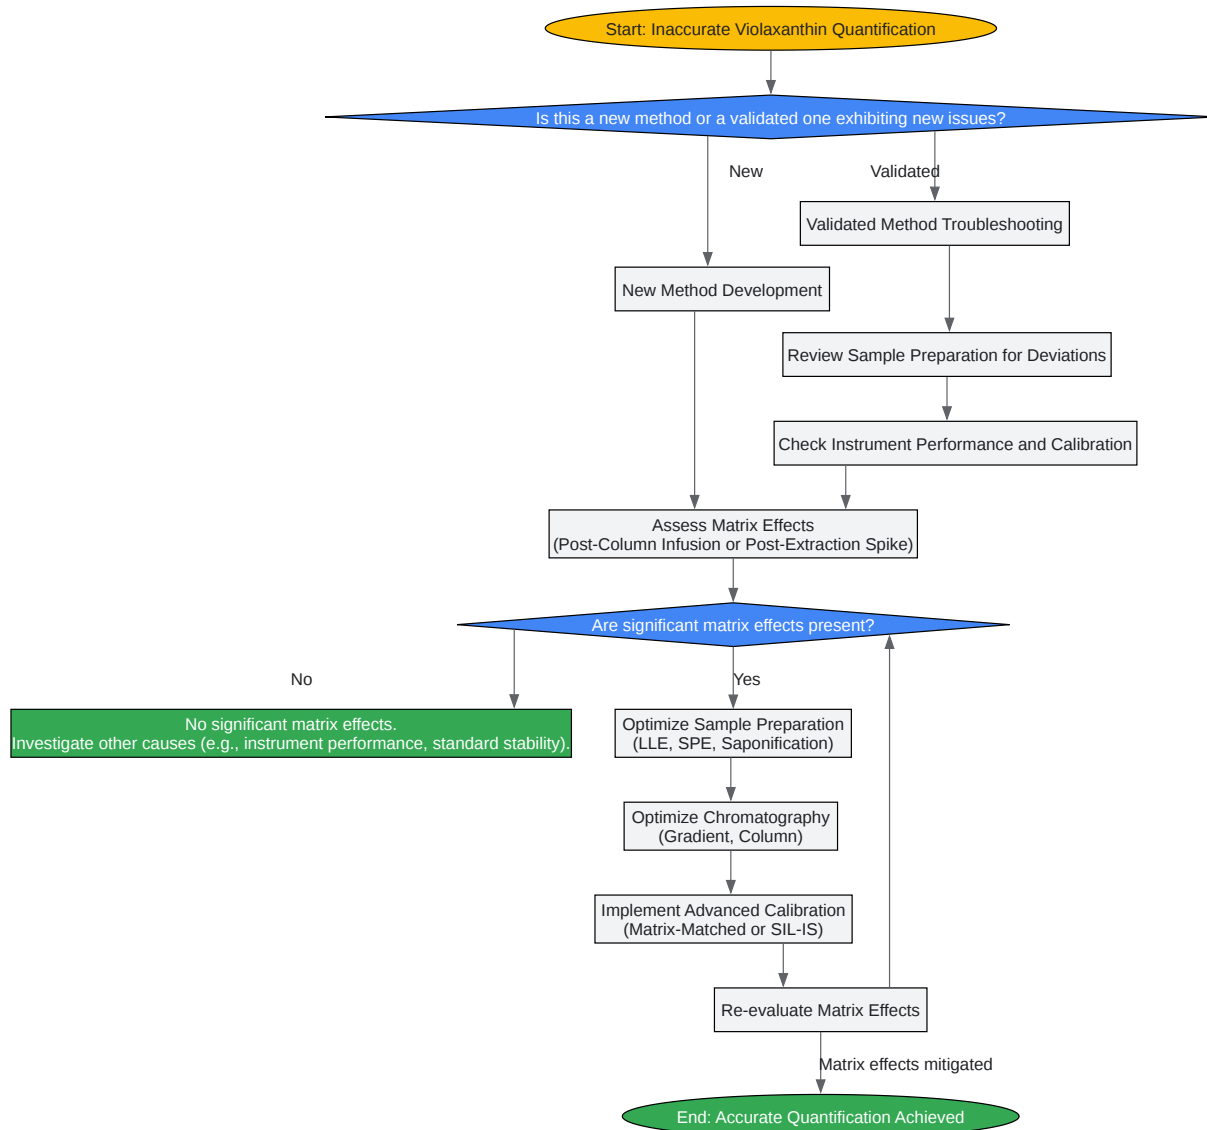 Start: Inaccurate Violaxanthin Quantification
Is this a new method or a validated one exhibiting new issues?
New
Validated
Validated Method Troubleshooting
New Method Development
Review Sample Preparation for Deviations
Check Instrument Performance and Calibration
Assess Matrix Effects
(Post-Column Infusion or Post-Extraction Spike)
Are significant matrix effects present?
No
Yes
No significant matrix effects.
Investigate other causes (e.g., instrument performance, standard stability).
Optimize Sample Preparation
(LLE, SPE, Saponification)
Optimize Chromatography
(Gradient, Column)
Implement Advanced Calibration
(Matrix-Matched or SIL-IS)
Re-evaluate Matrix Effects
Matrix effects mitigated
End: Accurate Quantification Achieved